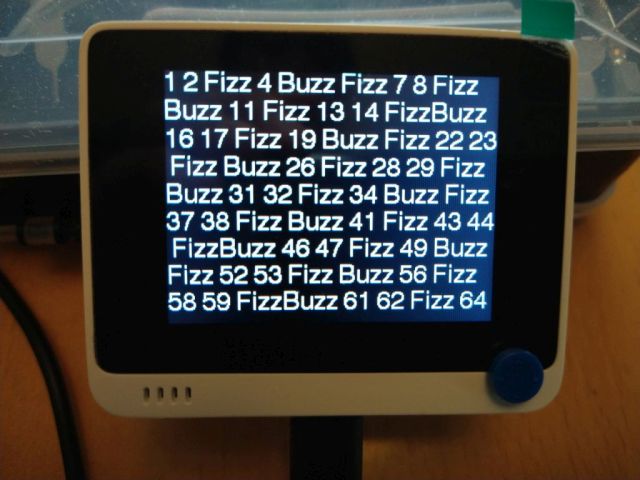 1 2 Fizz 4 Buzz Fizz 7 8 Fizz
Buzz 11 Fizz 13 14 FizzBuzz
16 17 Fizz 19 Buzz Fizz 22 23
Fizz Buzz 26 Fizz 28 29 Fizz
Buzz 31 32 Fizz 34 Buzz Fizz
37 38 Fizz Buzz 41 Fizz 43 44
FizzBuzz 46 47 Fizz 49 Buzz
Fizz 52 53 Fizz Buzz 56 Fizz
58 59 FizzBuzz 61 62 Fizz 64